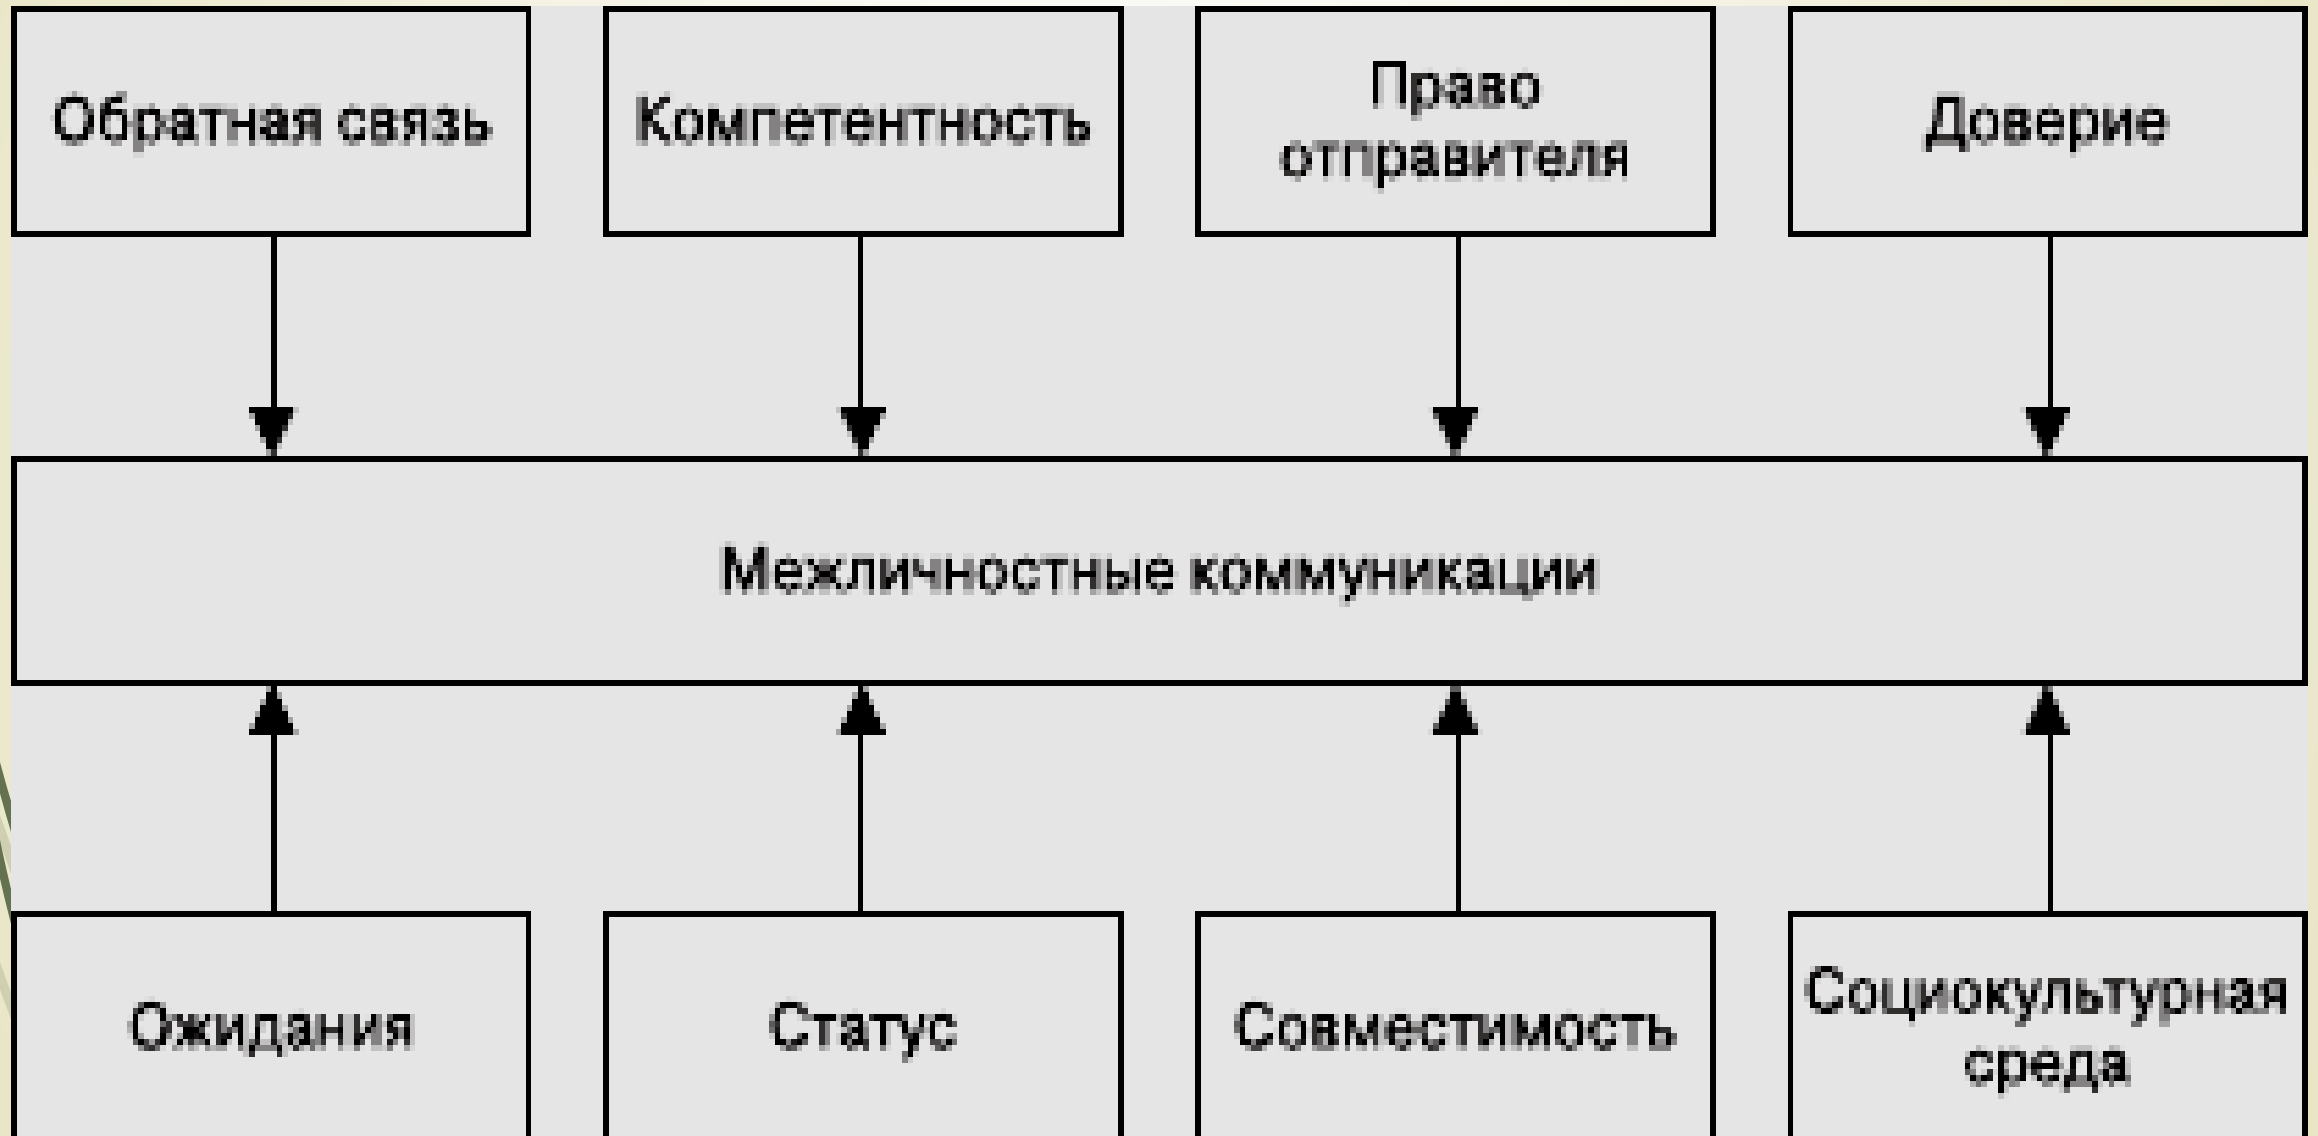 Обратная связь
Компетентность
Право
отправителя
Доверие
Межличностные коммуникации
Ожидания
Статус
Совместимость
Социокультурная
среда